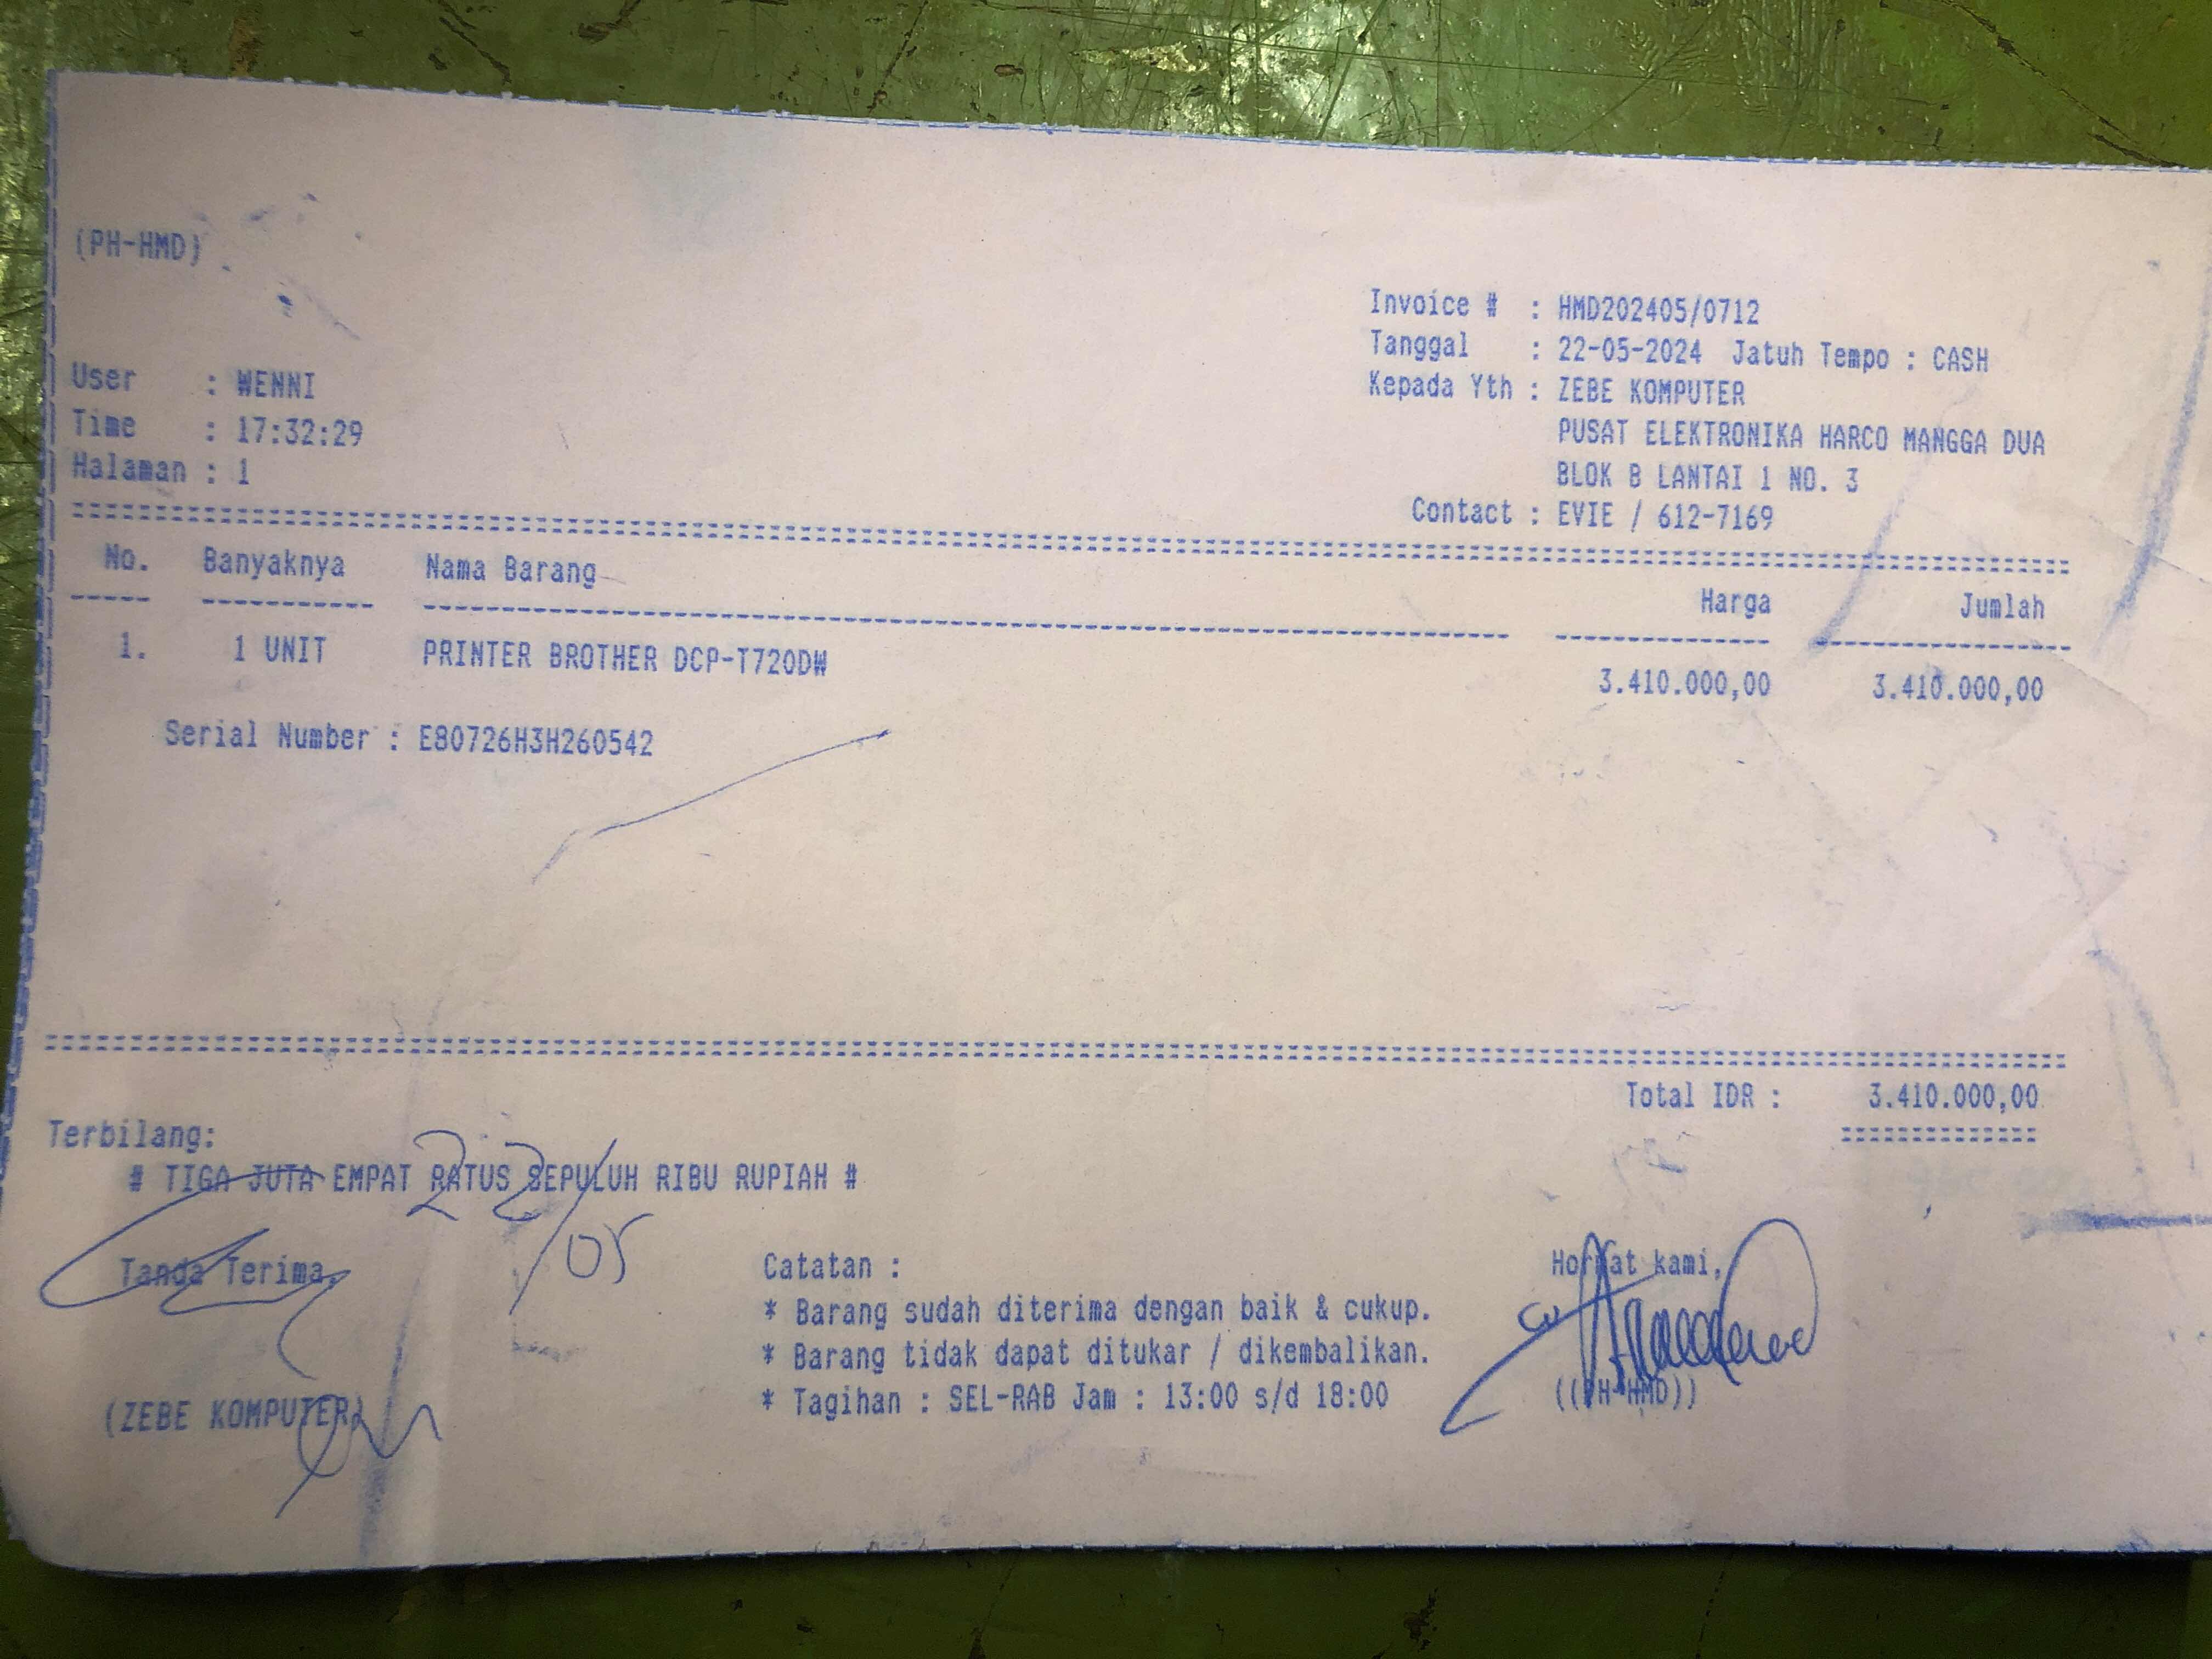 (PH-HMD)
Invoice # : HMD202405/0712
Tanggal : 22-05-2024 Jatuh Tempo : CASH
Kepada Yth : ZEBE KOMPUTER
PUSAT ELEKTRONIKA HARCO MANGGA DUA
BLOK B LANTAI 1 NO. 3
Contact : EVIE / 612-7169
User : WENNI
Time : 17:32:29
Halaman : 1
No. Banyaknya Nama Barang Harga Jumlah
1. 1 UNIT PRINTER BROTHER DCP-T720DW 3.410.000,00 3.410.000,00
Serial Number : E80726H3H260542
Total IDR : 3.410.000,00
Terbilang:
# TIGA JUTA EMPAT RATUS SEPULUH RIBU RUPIAH #
22/05
Tanda Terima,
(ZEBE KOMPUTER)
Catatan :
* Barang sudah diterima dengan baik & cukup.
* Barang tidak dapat ditukar / dikembalikan.
* Tagihan : SEL-RAB Jam : 13:00 s/d 18:00
Hormat kami,
((PH-HMD))